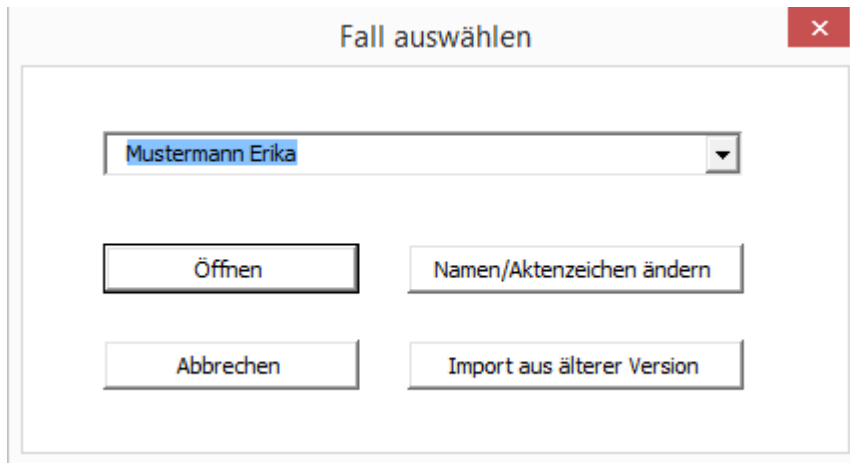 Fall auswählen
Mustermann Erika
Öffnen
Namen/Aktenzeichen ändern
Abbrechen
Import aus älterer Version